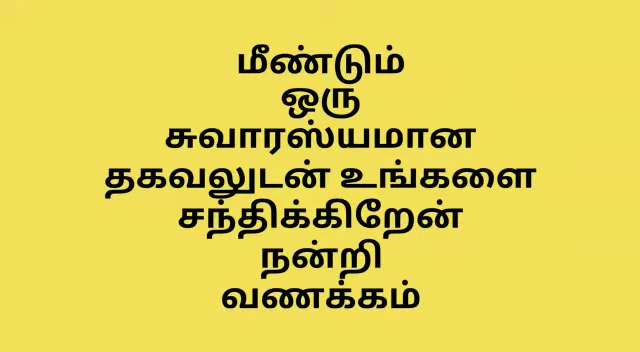 மீண்டும்
ஒரு
சுவாரஸ்யமான
தகவலுடன் உங்களை
சந்திக்கிறேன்
நன்றி
வணக்கம்